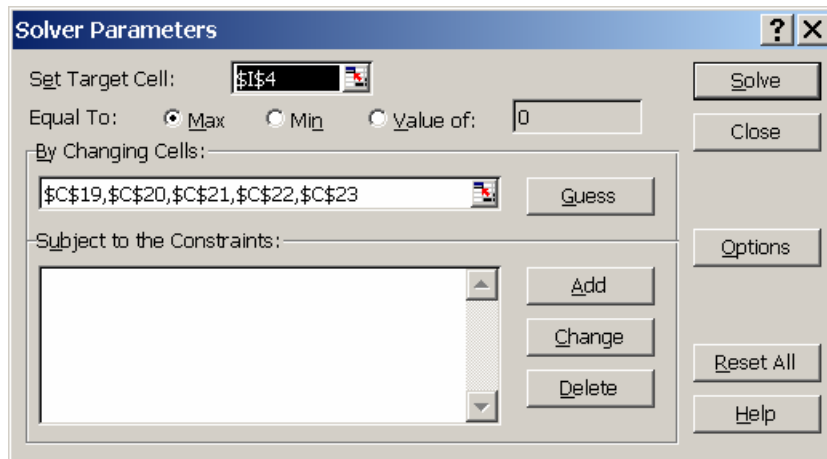 Solver Parameters ? X
Set Target Cell: $I$4
Solve
Equal To: Max Min Value of: 0
Close
By Changing Cells:
$C$19,$C$20,$C$21,$C$22,$C$23
Guess
Subject to the Constraints:
Options
Add
Change
Reset All
Delete
Help